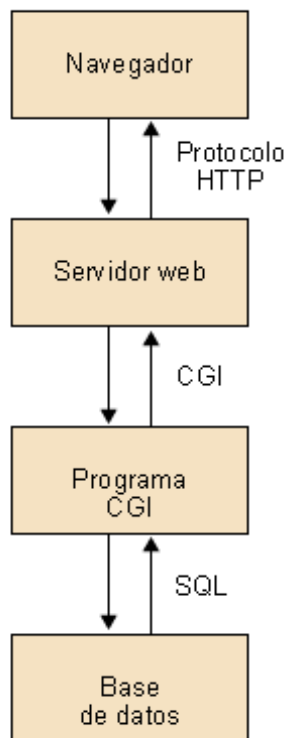 Navegador
Protocolo
HTTP
Servidor web
CGI
Programa
CGI
SQL
Base
de datos